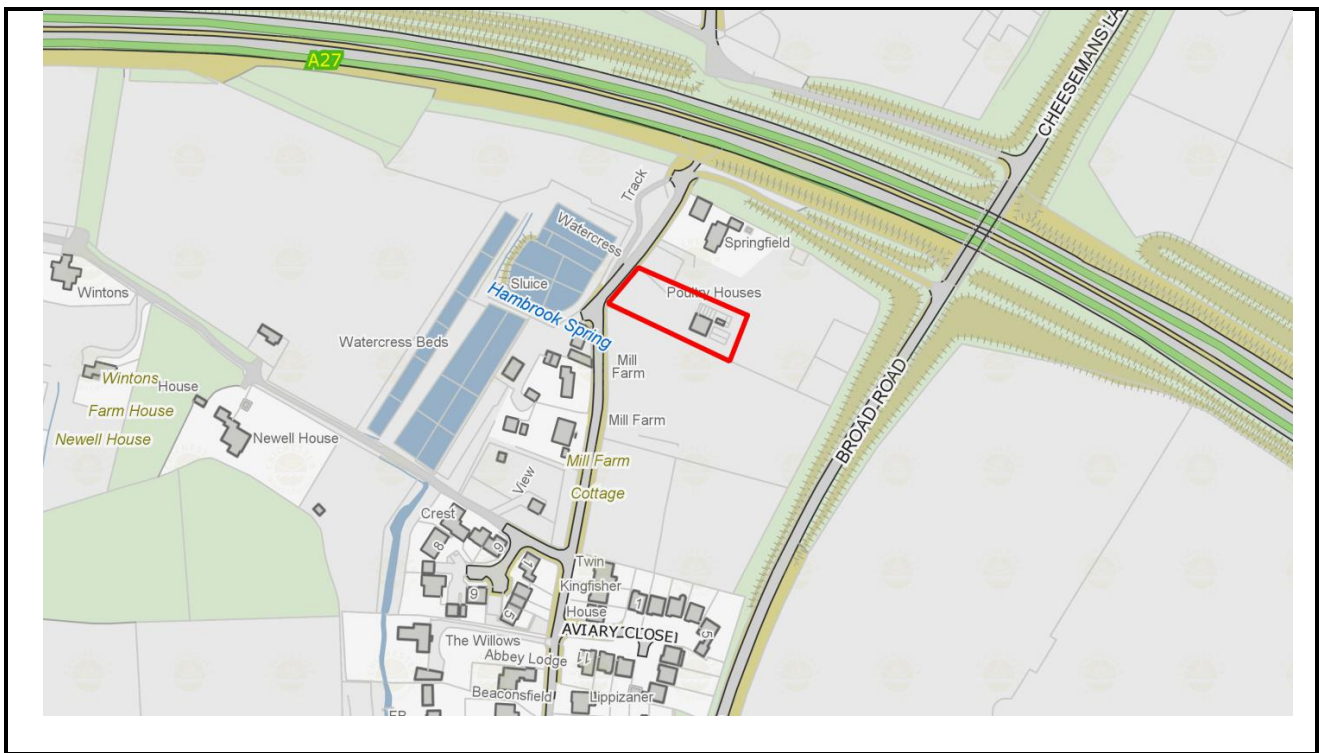 A27
CHEESEMANS LA
Track
Watercress
Springfield
Poultry Houses
Wintons
Sluice
Hambrook Spring
Watercress Beds
Mill
Farm
Wintons
House
Farm House
Newell House
Newell House
Mill Farm
BROAD ROAD
Mill Farm
Cottage
View
Crest
8
6
1
9
5
Twin
Kingfisher
House
1
5
AVIARY CLOSE
The Willows
Abbey Lodge
11
Beaconsfield
Lippizaner